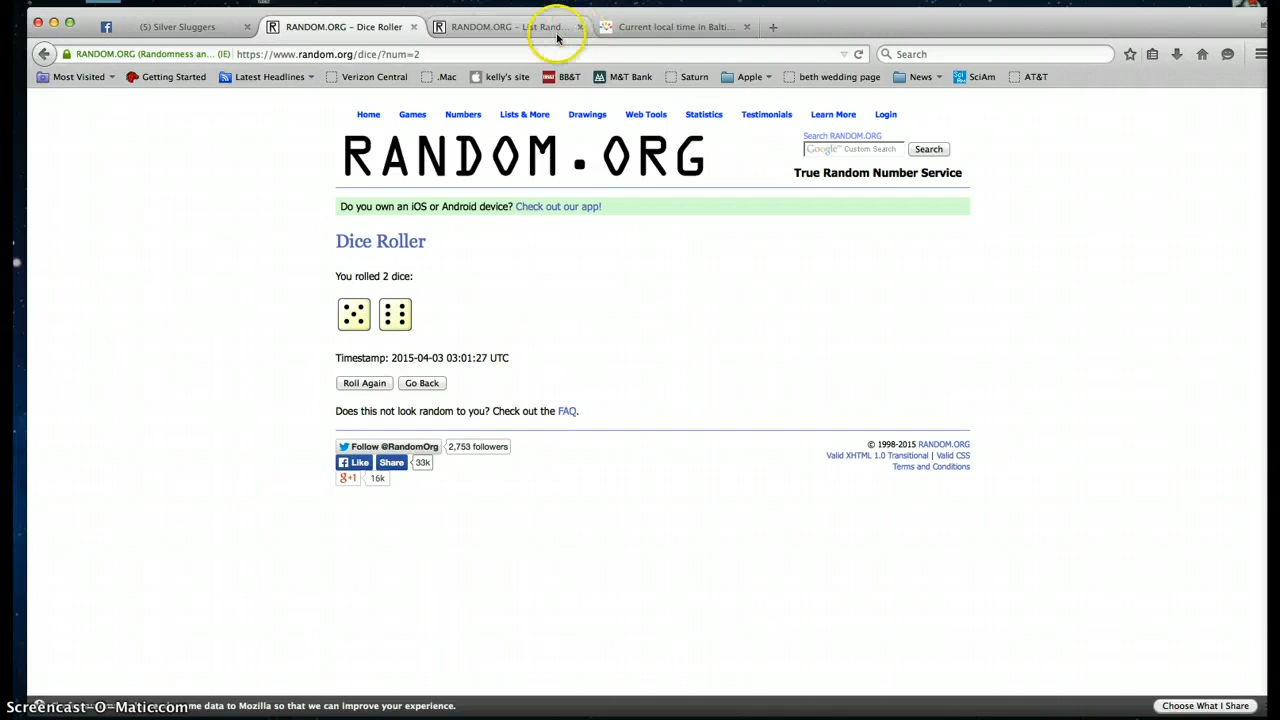 (5) Silver Sluggers
RANDOM.ORG – Dice Roller
RANDOM.ORG – List Rand...
Current local time in Balti...
RANDOM.ORG (Randomness an... (IE)
https://www.random.org/dice/?num=2
Search
Most Visited
Getting Started
Latest Headlines
Verizon Central
.Mac
kelly's site
BB&T
M&T Bank
Saturn
Apple
beth wedding page
News
SciAm
AT&T
Home
Games
Numbers
Lists & More
Drawings
Web Tools
Statistics
Testimonials
Learn More
Login
RANDOM.ORG
Search RANDOM.ORG
Google™ Custom Search
Search
True Random Number Service
Do you own an iOS or Android device? Check out our app!
Dice Roller
You rolled 2 dice:
Timestamp: 2015-04-03 03:01:27 UTC
Roll Again
Go Back
Does this not look random to you? Check out the FAQ.
Follow @RandomOrg
2,753 followers
Like
Share
33k
g+1
16k
© 1998-2015 RANDOM.ORG
Valid XHTML 1.0 Transitional | Valid CSS
Terms and Conditions
Screencast-O-Matic.com
me data to Mozilla so that we can improve your experience.
Choose What I Share